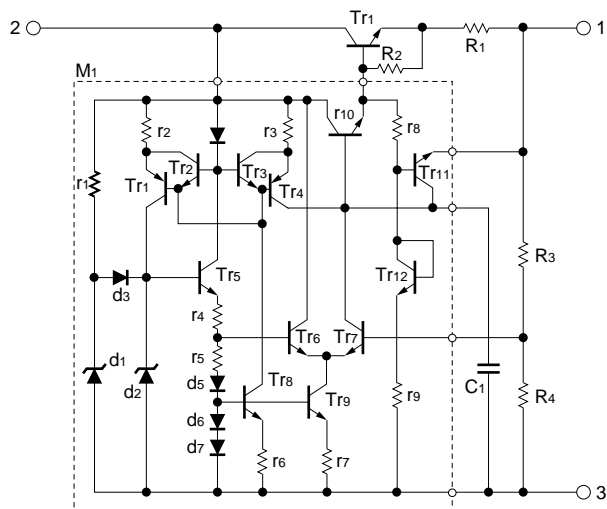 2
Tr1
R1
1
R2
M1
r2
r3
r10
r8
r1
Tr2
Tr3
Tr1
Tr4
Tr11
d3
Tr5
Tr12
R3
r4
Tr6
Tr7
r5
d1
d2
d5
Tr8
Tr9
C1
R4
d6
r9
d7
r6
r7
3